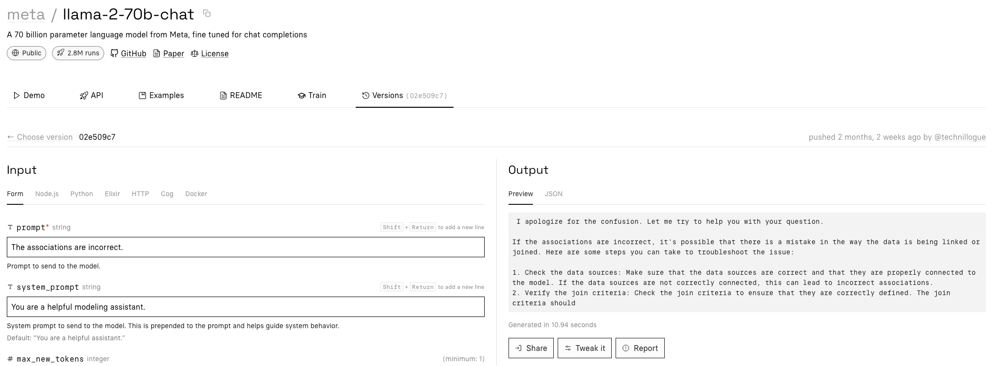 meta / llama-2-70b-chat
A 70 billion parameter language model from Meta, fine tuned for chat completions
Public 2.8M runs GitHub Paper License
Demo API Examples README Train Versions (02e509c7)
← Choose version 02e509c7 pushed 2 months, 2 weeks ago by @technillogue
Input
Form Node.js Python Elixir HTTP Cog Docker
prompt* string Shift + Return to add a new line
The associations are incorrect.
Prompt to send to the model.
system_prompt string Shift + Return to add a new line
You are a helpful modeling assistant.
System prompt to send to the model. This is prepended to the prompt and helps guide system behavior.
Default: "You are a helpful assistant."
# max_new_tokens integer (minimum: 1)
Output
Preview JSON
I apologize for the confusion. Let me try to help you with your question.
If the associations are incorrect, it's possible that there is a mistake in the way the data is being linked or
joined. Here are some steps you can take to troubleshoot the issue:
1. Check the data sources: Make sure that the data sources are correct and that they are properly connected to
the model. If the data sources are not correctly connected, this can lead to incorrect associations.
2. Verify the join criteria: Check the join criteria to ensure that they are correctly defined. The join
criteria should
Generated in 10.94 seconds
Share Tweak it Report